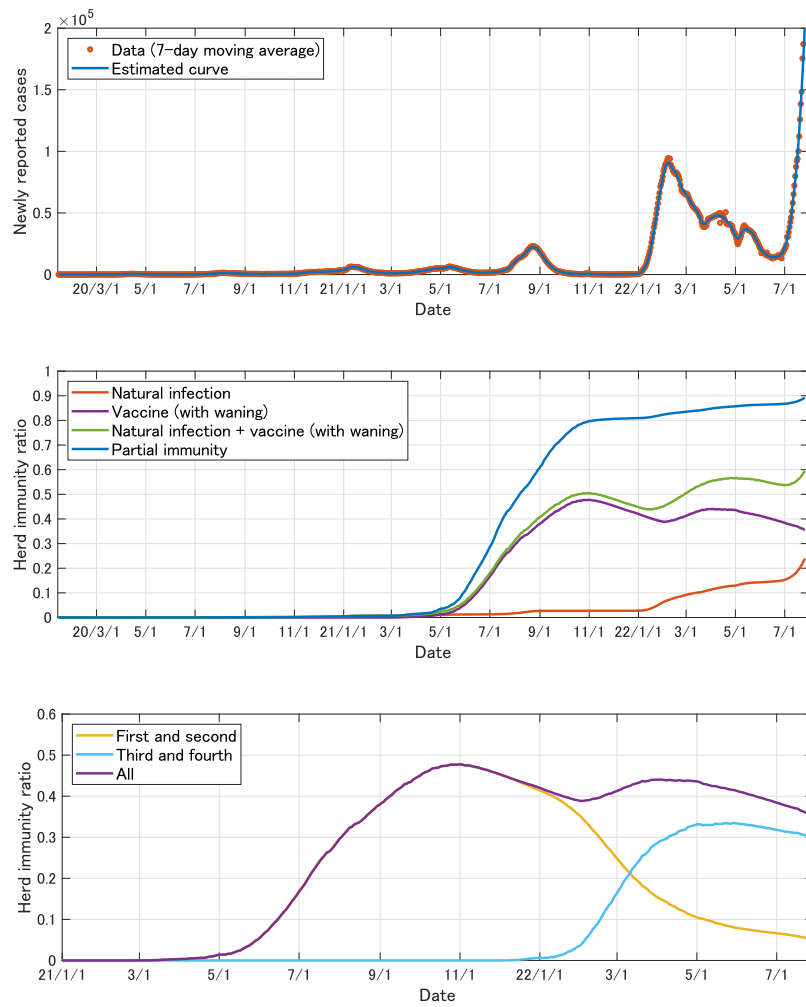 ×10⁵
2
1.5
1
0.5
0
Newly reported cases
Data (7-day moving average)
Estimated curve
20/3/1 5/1 7/1 9/1 11/1 21/1/1 3/1 5/1 7/1 9/1 11/1 22/1/1 3/1 5/1 7/1
Date
1
0.9
0.8
0.7
0.6
0.5
0.4
0.3
0.2
0.1
0
Herd immunity ratio
Natural infection
Vaccine (with waning)
Natural infection + vaccine (with waning)
Partial immunity
20/3/1 5/1 7/1 9/1 11/1 21/1/1 3/1 5/1 7/1 9/1 11/1 22/1/1 3/1 5/1 7/1
Date
0.6
0.5
0.4
0.3
0.2
0.1
0
Herd immunity ratio
First and second
Third and fourth
All
21/1/1 3/1 5/1 7/1 9/1 11/1 22/1/1 3/1 5/1 7/1
Date